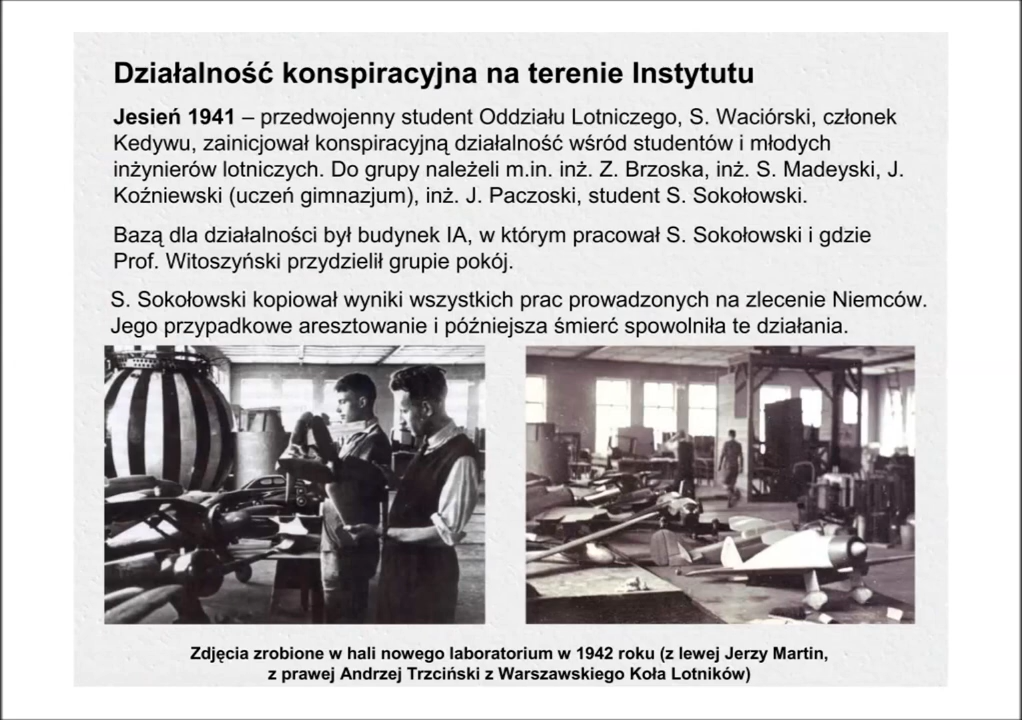 Działalność konspiracyjna na terenie Instytutu
Jesień 1941 – przedwojenny student Oddziału Lotniczego, S. Waciórski, członek
Kedywu, zainicjował konspiracyjną działalność wśród studentów i młodych
inżynierów lotniczych. Do grupy należeli m.in. inż. Z. Brzoska, inż. S. Madeyski, J.
Koźniewski (uczeń gimnazjum), inż. J. Paczoski, student S. Sokołowski.
Bazą dla działalności był budynek IA, w którym pracował S. Sokołowski i gdzie
Prof. Witoszyński przydzielił grupie pokój.
S. Sokołowski kopiował wyniki wszystkich prac prowadzonych na zlecenie Niemców.
Jego przypadkowe aresztowanie i późniejsza śmierć spowolniła te działania.
Zdjęcia zrobione w hali nowego laboratorium w 1942 roku (z lewej Jerzy Martin,
z prawej Andrzej Trzciński z Warszawskiego Koła Lotników)